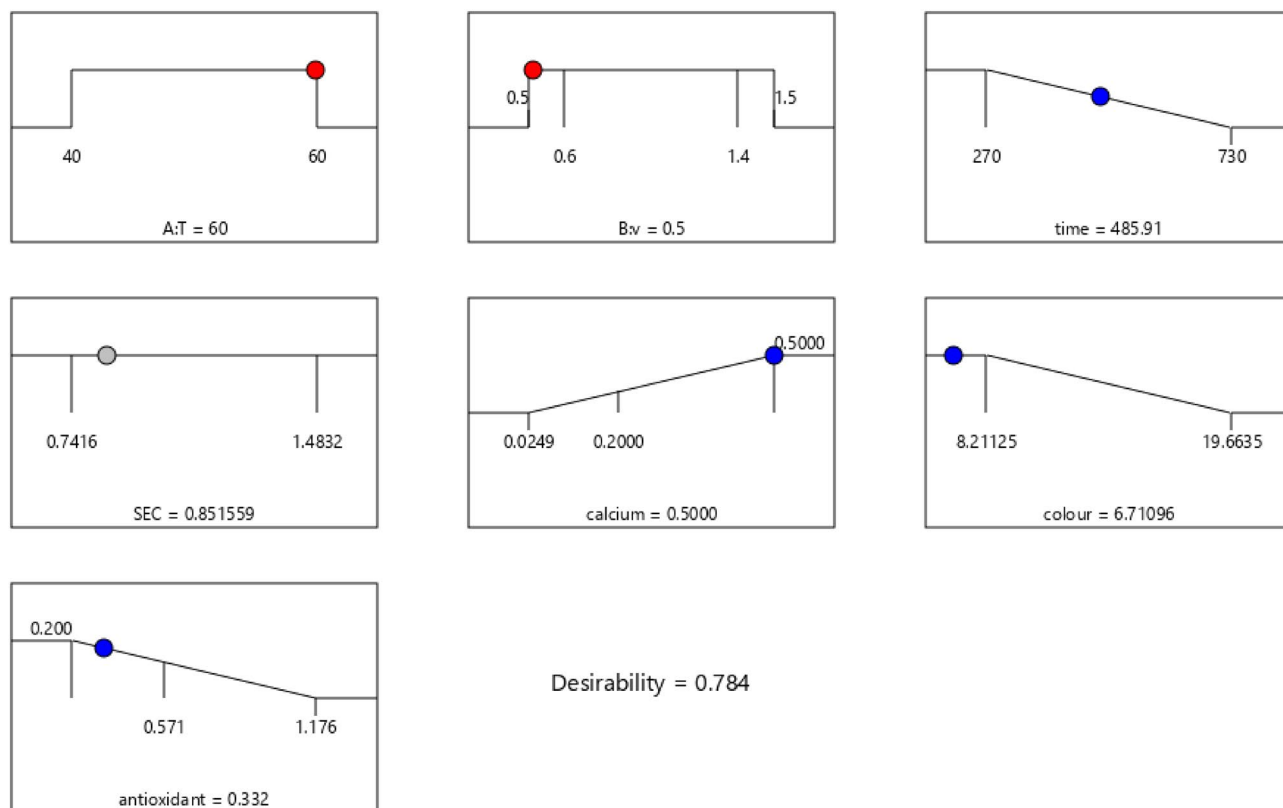 40
60
A:T = 60
0.5
1.5
0.6
1.4
B:v = 0.5
270
730
time = 485.91
0.7416
1.4832
SEC = 0.851559
0.5000
0.0249
0.2000
calcium = 0.5000
8.21125
19.6635
colour = 6.71096
0.200
0.571
1.176
antioxidant = 0.332
Desirability = 0.784